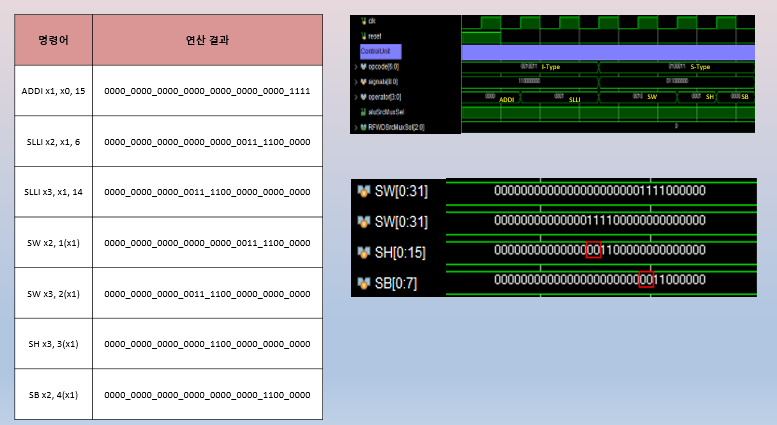 명령어 연산 결과
ADDI x1, x0, 15 0000_0000_0000_0000_0000_0000_0000_1111
SLLI x2, x1, 6 0000_0000_0000_0000_0000_0011_1100_0000
SLLI x3, x1, 14 0000_0000_0000_0011_1100_0000_0000_0000
SW x2, 1(x1) 0000_0000_0000_0000_0000_0011_1100_0000
SW x3, 2(x1) 0000_0000_0000_0011_1100_0000_0000_0000
SH x3, 3(x1) 0000_0000_0000_0000_1100_0000_0000_0000
SB x2, 4(x1) 0000_0000_0000_0000_0000_0000_1100_0000
clk
reset
ControlUnit
opcode[6:0] I-Type S-Type
signals[8:0]
operator[3:0] ADDI SLLI SW SH SB
aluSrcMuxSel
RFWDSrcMuxSel[2:0]
SW[0:31] 00000000000000000000001111000000
SW[0:31] 00000000000000111100000000000000
SH[0:15] 00000000000000001100000000000000
SB[0:7] 00000000000000000000000011000000